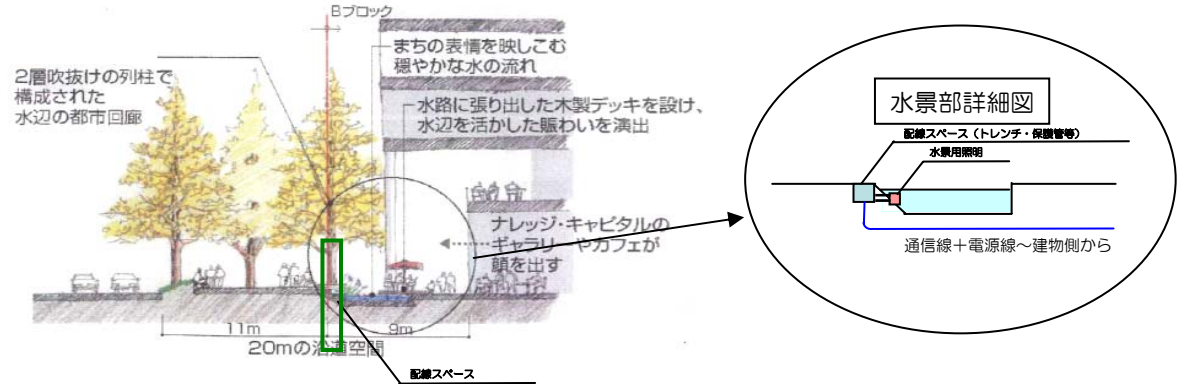 Bブロック
まちの表情を映しこむ
穏やかな水の流れ
2層吹抜けの列柱で
構成された
水辺の都市回廊
水路に張り出した木製デッキを設け、
水辺を活かした賑わいを演出
ナレッジ・キャピタルの
ギャラリーやカフェが
顔を出す
11m
9m
20mの沿道空間
配線スペース
水景部詳細図
配線スペース（トレンチ・保護管等）
水景用照明
通信線＋電源線～建物側から